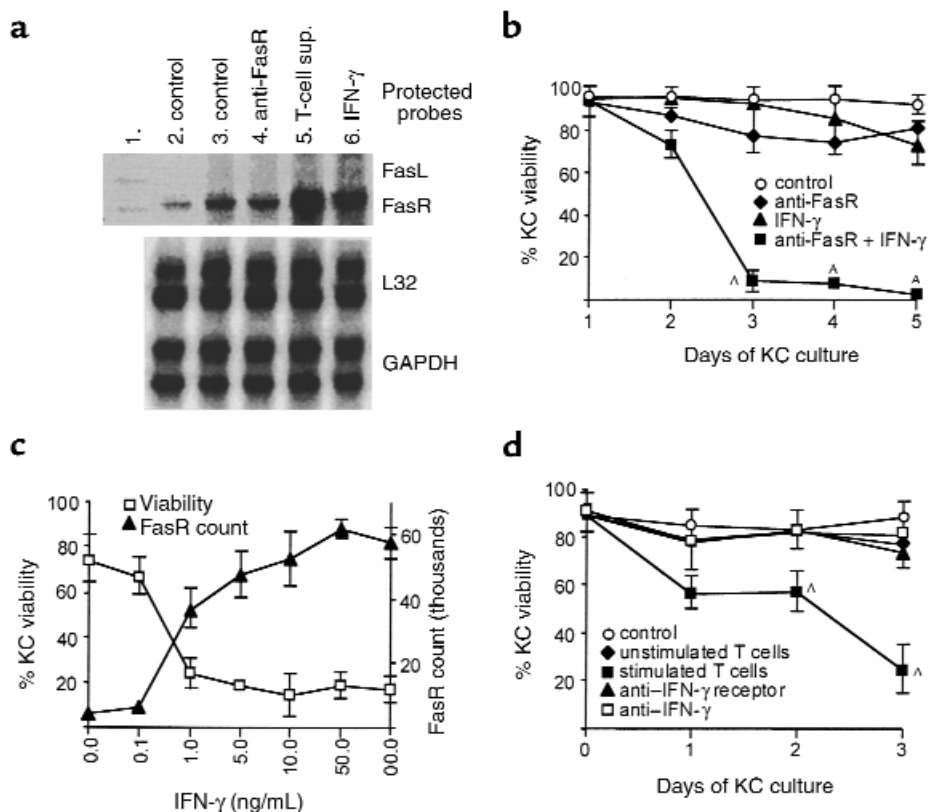 a
1.
2. control
3. control
4. anti-FasR
5. T-cell sup.
6. IFN-γ
Protected
probes
FasL
FasR
L32
GAPDH
b
% KC viability
100
80
60
40
20
control
anti-FasR
IFN-γ
anti-FasR + IFN-γ
^
^
^
1 2 3 4 5
Days of KC culture
c
% KC viability
100
80
60
40
20
Viability
FasR count
60
40
20
FasR count (thousands)
0.0
0.1
1.0
5.0
10.0
50.0
00.0
IFN-γ (ng/mL)
d
% KC viability
100
80
60
40
20
control
unstimulated T cells
stimulated T cells
anti–IFN-γ receptor
anti–IFN-γ
^
^
0 1 2 3
Days of KC culture